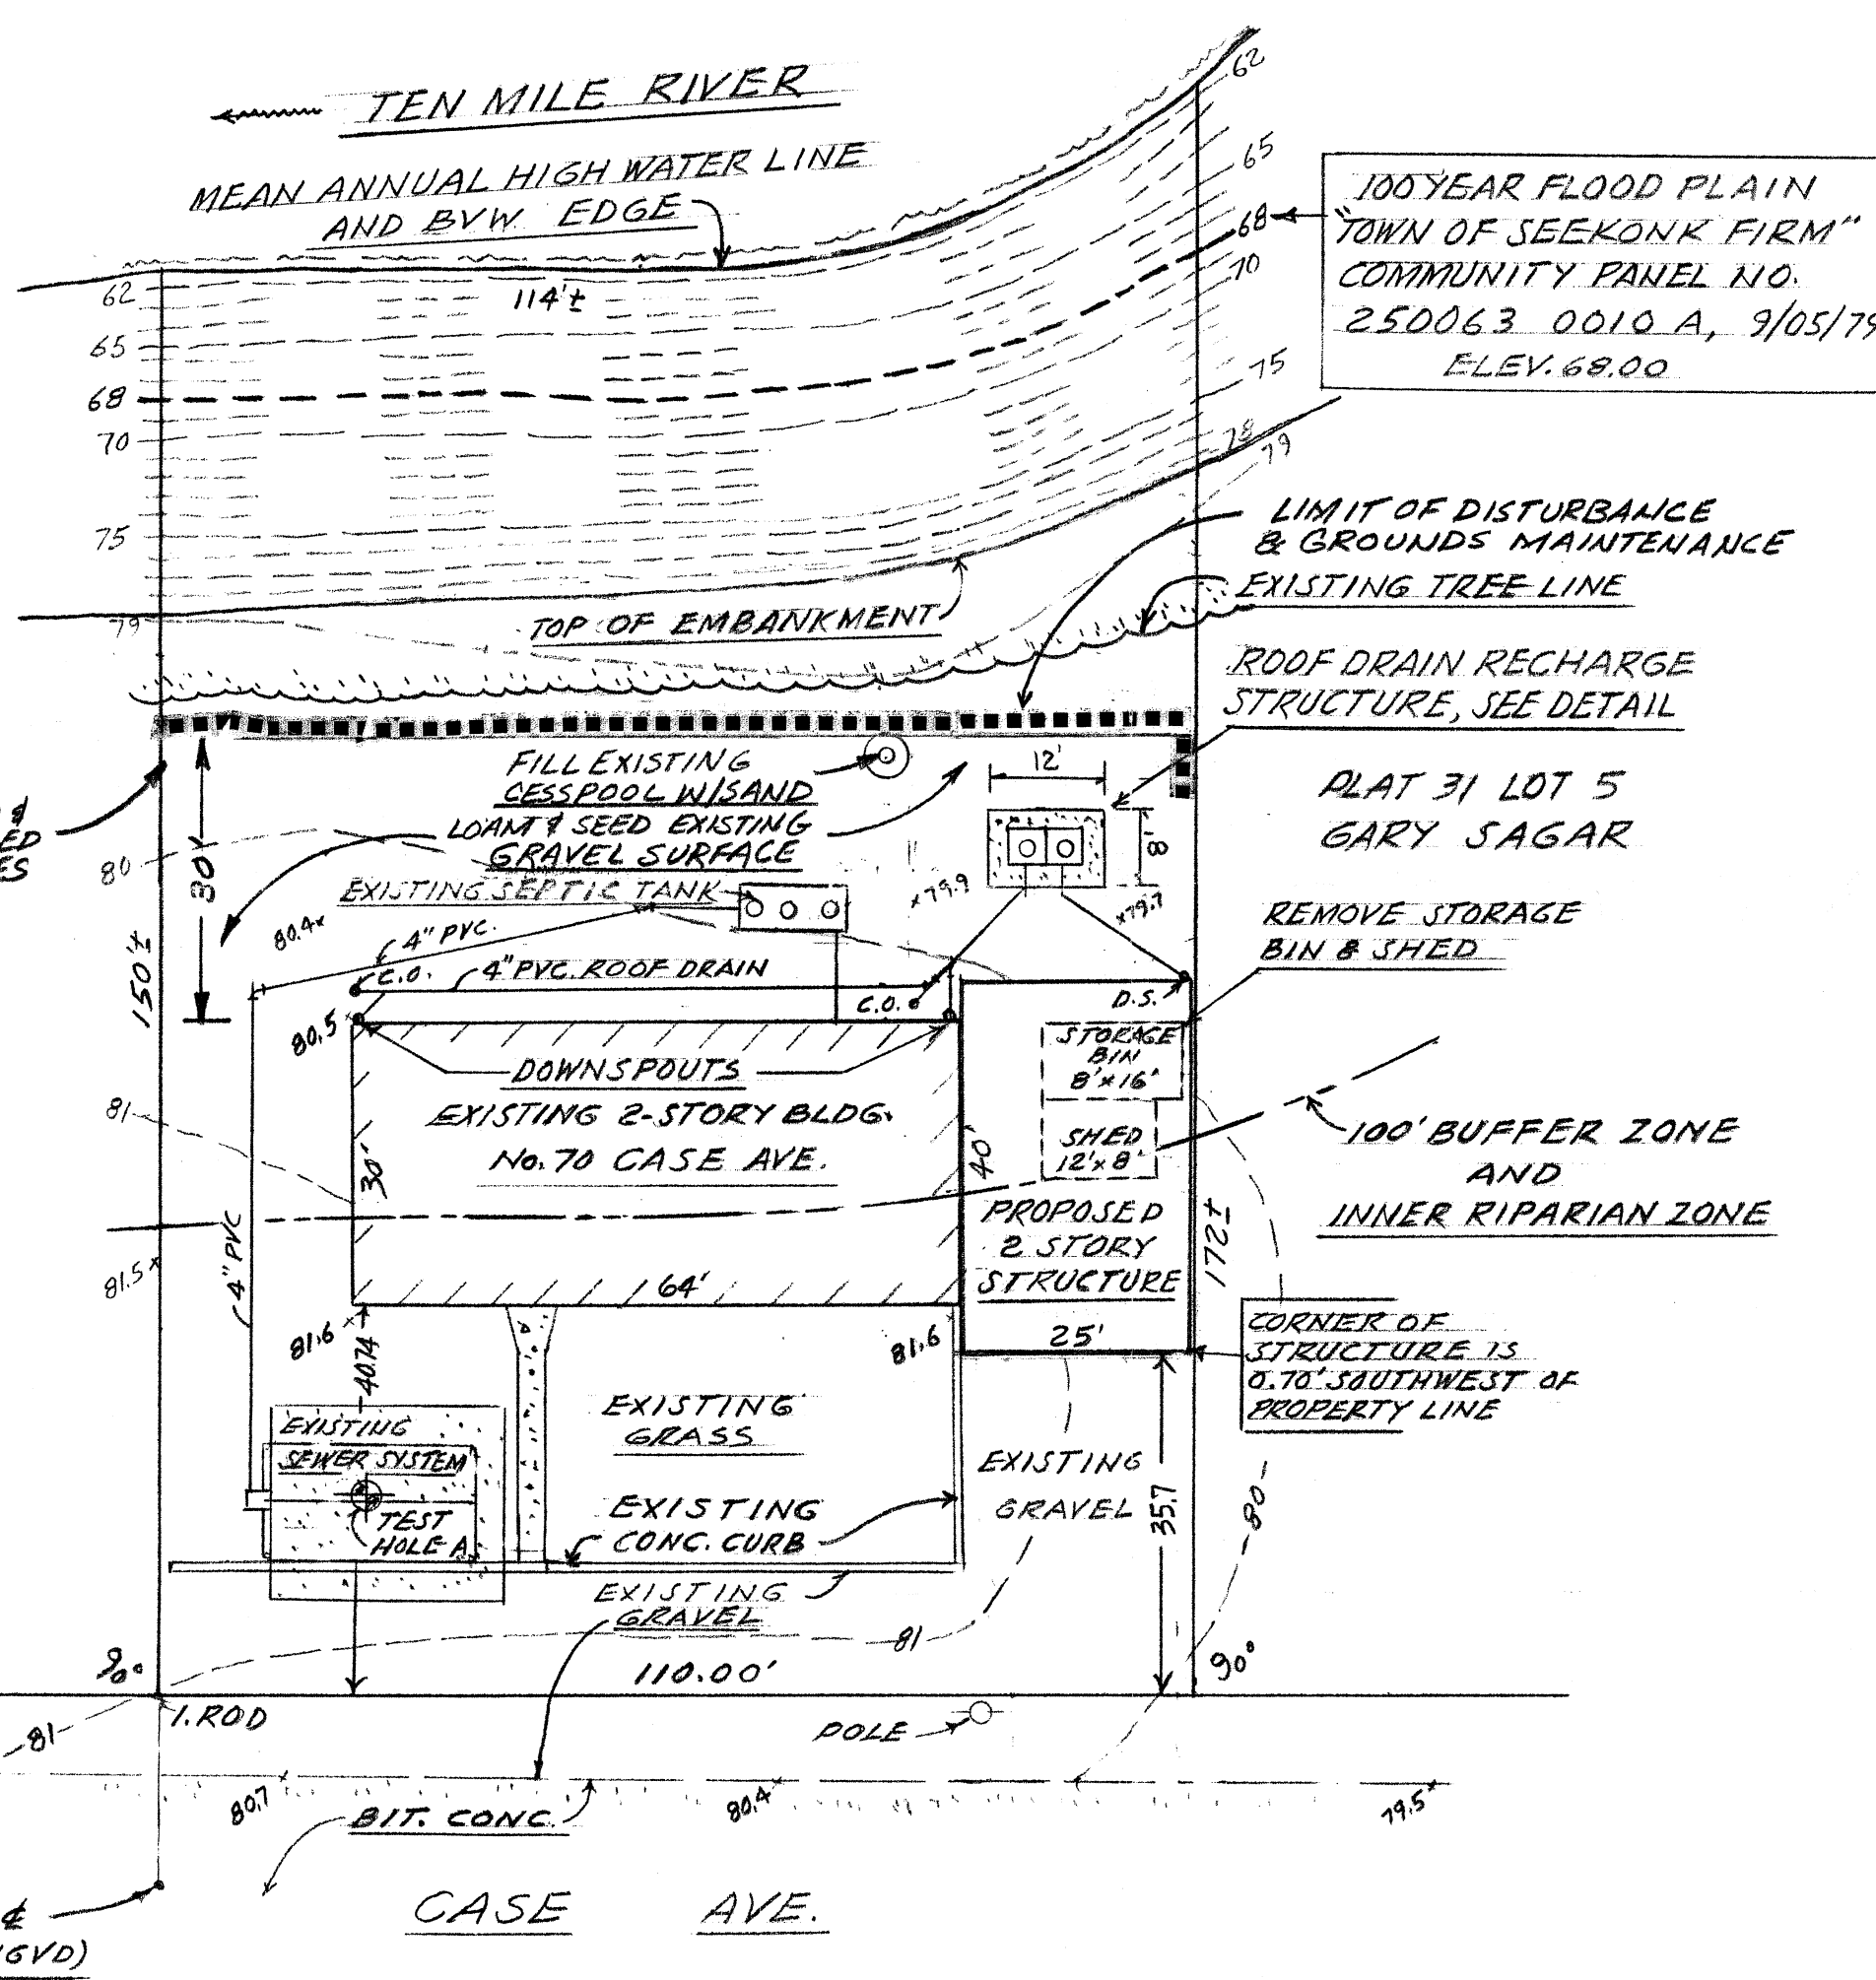 TEN MILE RIVER
MEAN ANNUAL HIGH WATER LINE
AND BVW EDGE
62
65
68
70
75
78
79
100 YEAR FLOOD PLAIN
"TOWN OF SEEKONK FIRM"
COMMUNITY PANEL NO.
250063 0010 A, 9/05/79
ELEV. 68.00
62
65
68
70
75
79
114'±
LIMIT OF DISTURBANCE
& GROUNDS MAINTENANCE
EXISTING TREE LINE
TOP OF EMBANKMENT
ROOF DRAIN RECHARGE
STRUCTURE, SEE DETAIL
FILL EXISTING
CESSPOOL W/SAND
LOAM & SEED EXISTING
GRAVEL SURFACE
12'
8'
PLAT 31 LOT 5
GARY SAGAR
&
ED
ES
80
30'
150'±
EXISTING SEPTIC TANK
×79.9
×79.7
80.4×
4" PVC.
C.O.
4" PVC. ROOF DRAIN
C.O.
D.S.
REMOVE STORAGE
BIN & SHED
80.5
DOWNSPOUTS
EXISTING 2-STORY BLDG.
No. 70 CASE AVE.
STORAGE
BIN
8'×16'
SHED
12'×8'
81
30'
40'
100' BUFFER ZONE
AND
INNER RIPARIAN ZONE
PROPOSED
2 STORY
STRUCTURE
172±
4" PVC
81.5×
64'
25'
81.6
81.6
40.74
CORNER OF
STRUCTURE IS
0.70' SOUTHWEST OF
PROPERTY LINE
EXISTING
SEWER SYSTEM
TEST
HOLE A
EXISTING
GRASS
EXISTING
CONC. CURB
EXISTING
GRAVEL
35.7
80
EXISTING
GRAVEL
81
90°
110.00'
90°
I. ROD
81
POLE
80.7
80.4
79.5
BIT. CONC.
CASE AVE.
GVD)